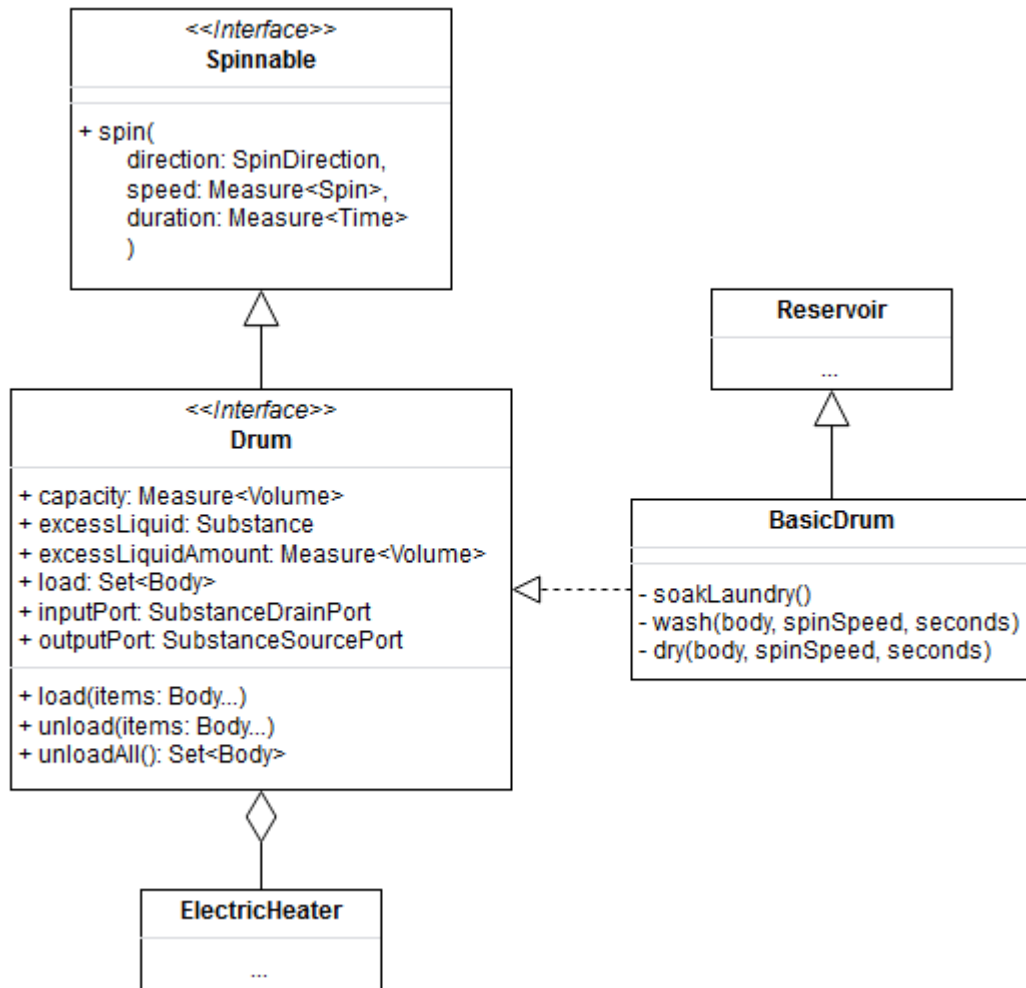 <<Interface>>
Spinnable
+ spin(
direction: SpinDirection,
speed: Measure<Spin>,
duration: Measure<Time>
)
<<Interface>>
Drum
+ capacity: Measure<Volume>
+ excessLiquid: Substance
+ excessLiquidAmount: Measure<Volume>
+ load: Set<Body>
+ inputPort: SubstanceDrainPort
+ outputPort: SubstanceSourcePort
+ load(items: Body...)
+ unload(items: Body...)
+ unloadAll(): Set<Body>
Reservoir
...
BasicDrum
- soakLaundry()
- wash(body, spinSpeed, seconds)
- dry(body, spinSpeed, seconds)
ElectricHeater
...